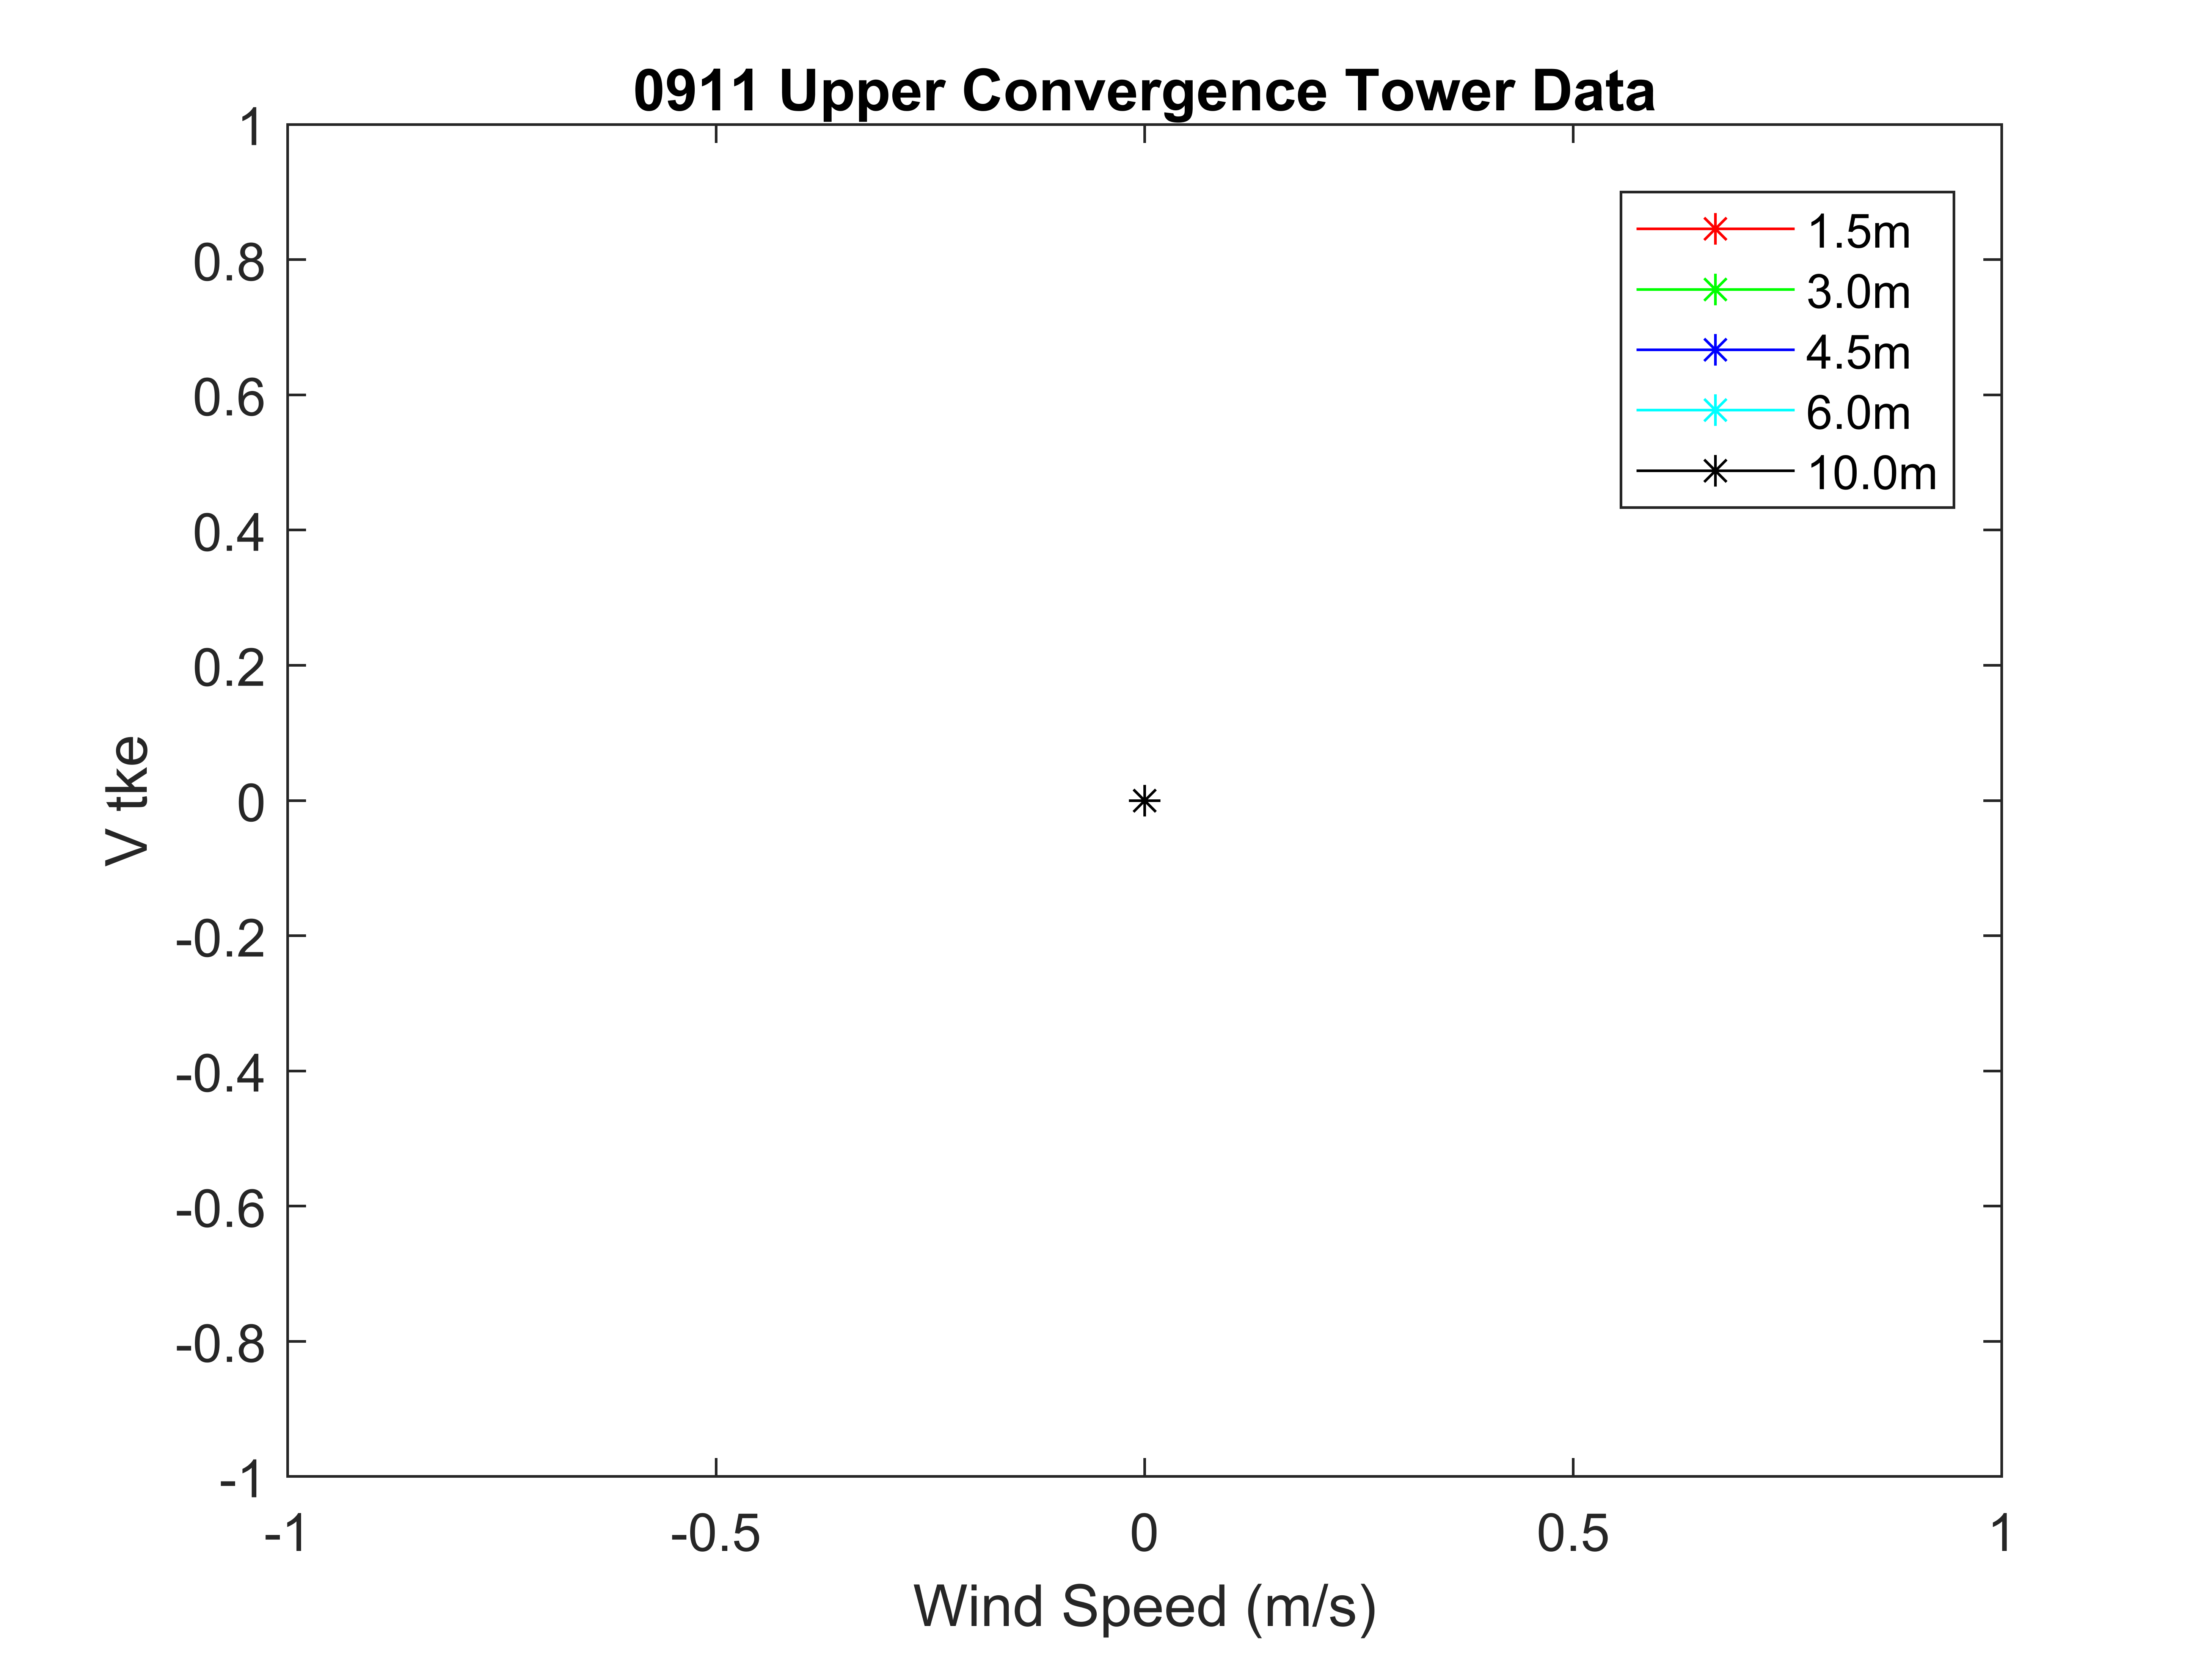 0911 Upper Convergence Tower Data
1
0.8
0.6
0.4
0.2
0
-0.2
-0.4
-0.6
-0.8
-1
V tke
1.5m
3.0m
4.5m
6.0m
10.0m
-1 -0.5 0 0.5 1
Wind Speed (m/s)